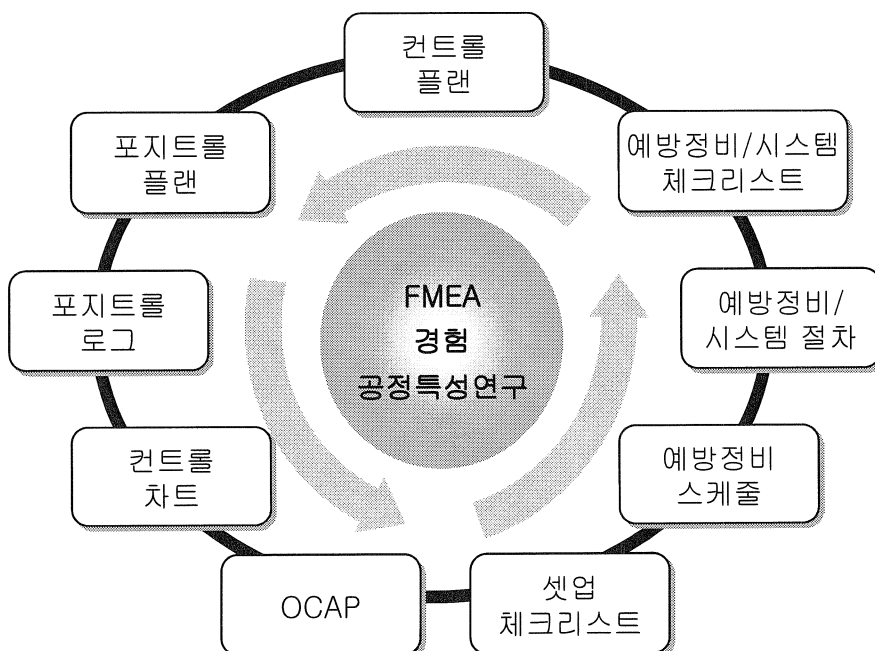 컨트롤
플랜
포지트롤
플랜
예방정비/시스템
체크리스트
포지트롤
로그
FMEA
경험
공정특성연구
예방정비/
시스템 절차
컨트롤
차트
예방정비
스케줄
OCAP
셋업
체크리스트